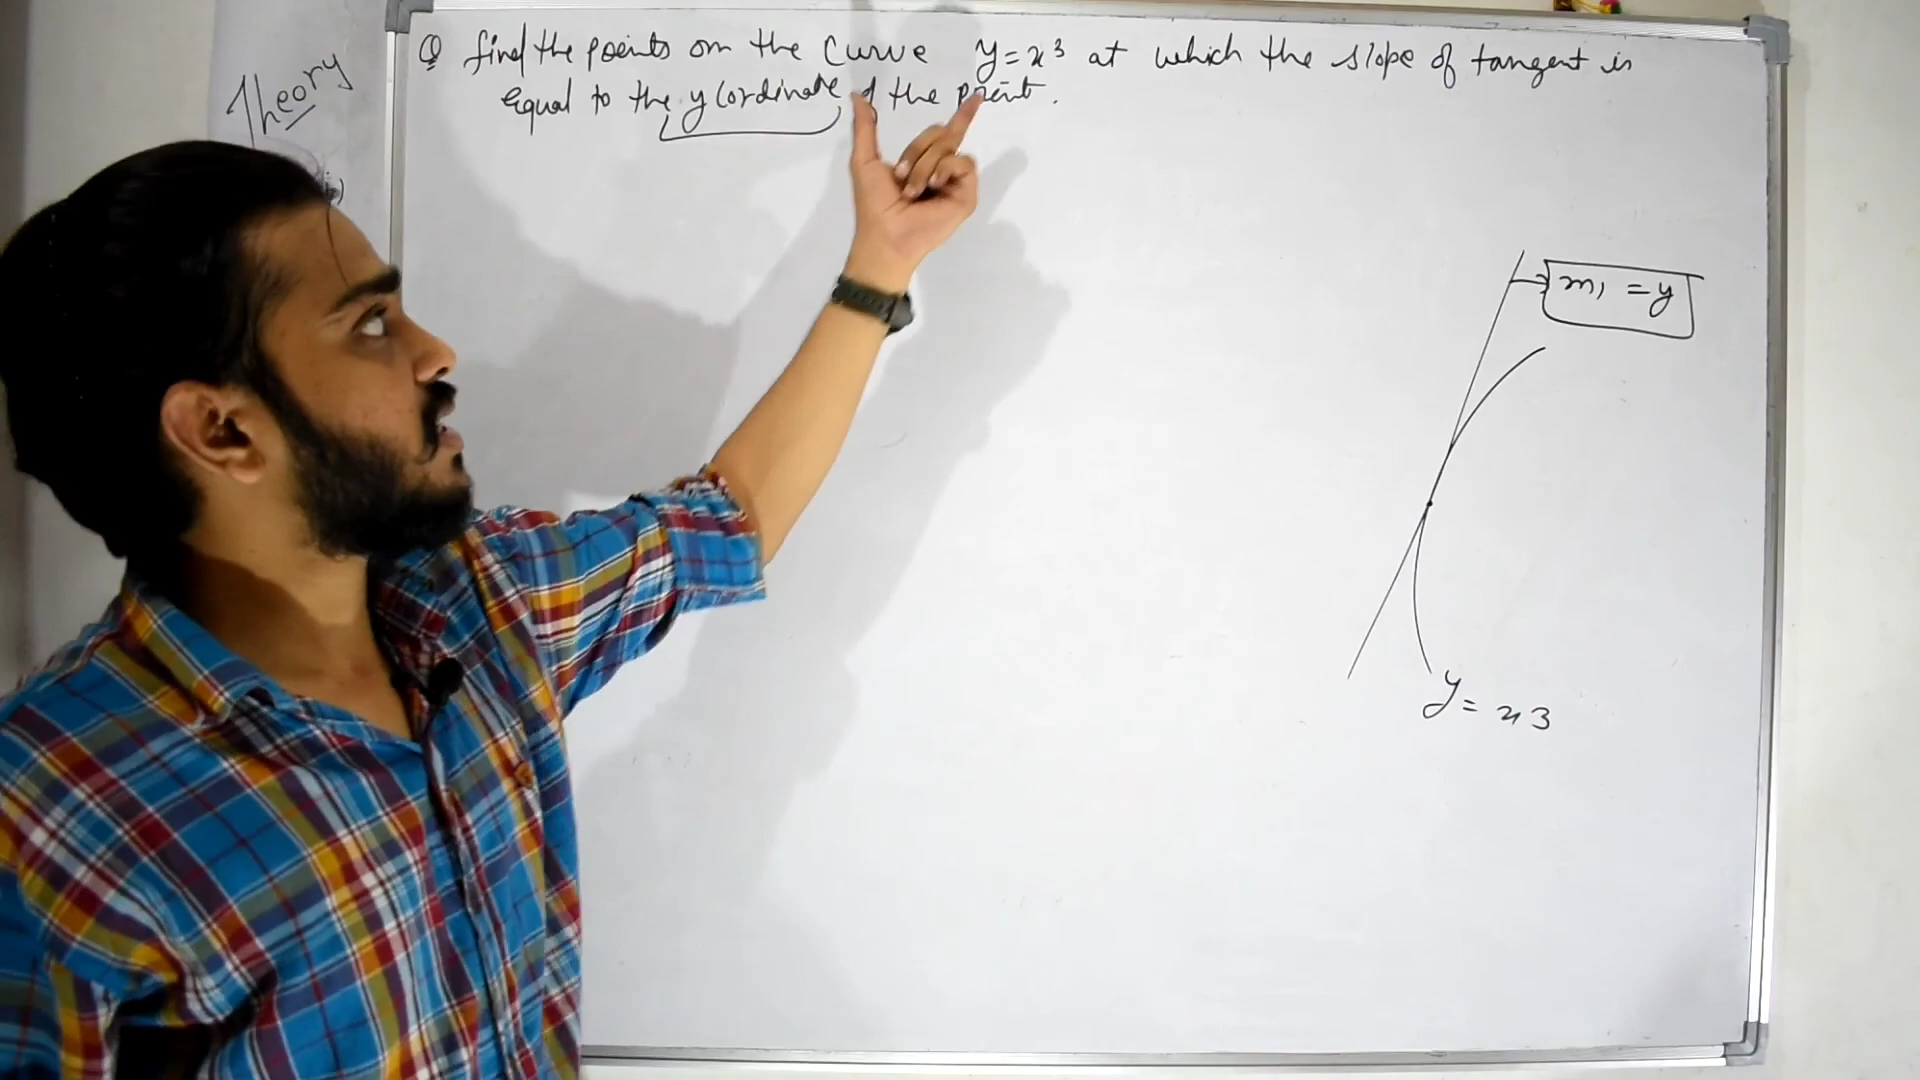 Q find the points on the curve y=x³ at which the slope of tangent is
equal to the y cordinate of the point.
Theory
m₁ = y
y = x3